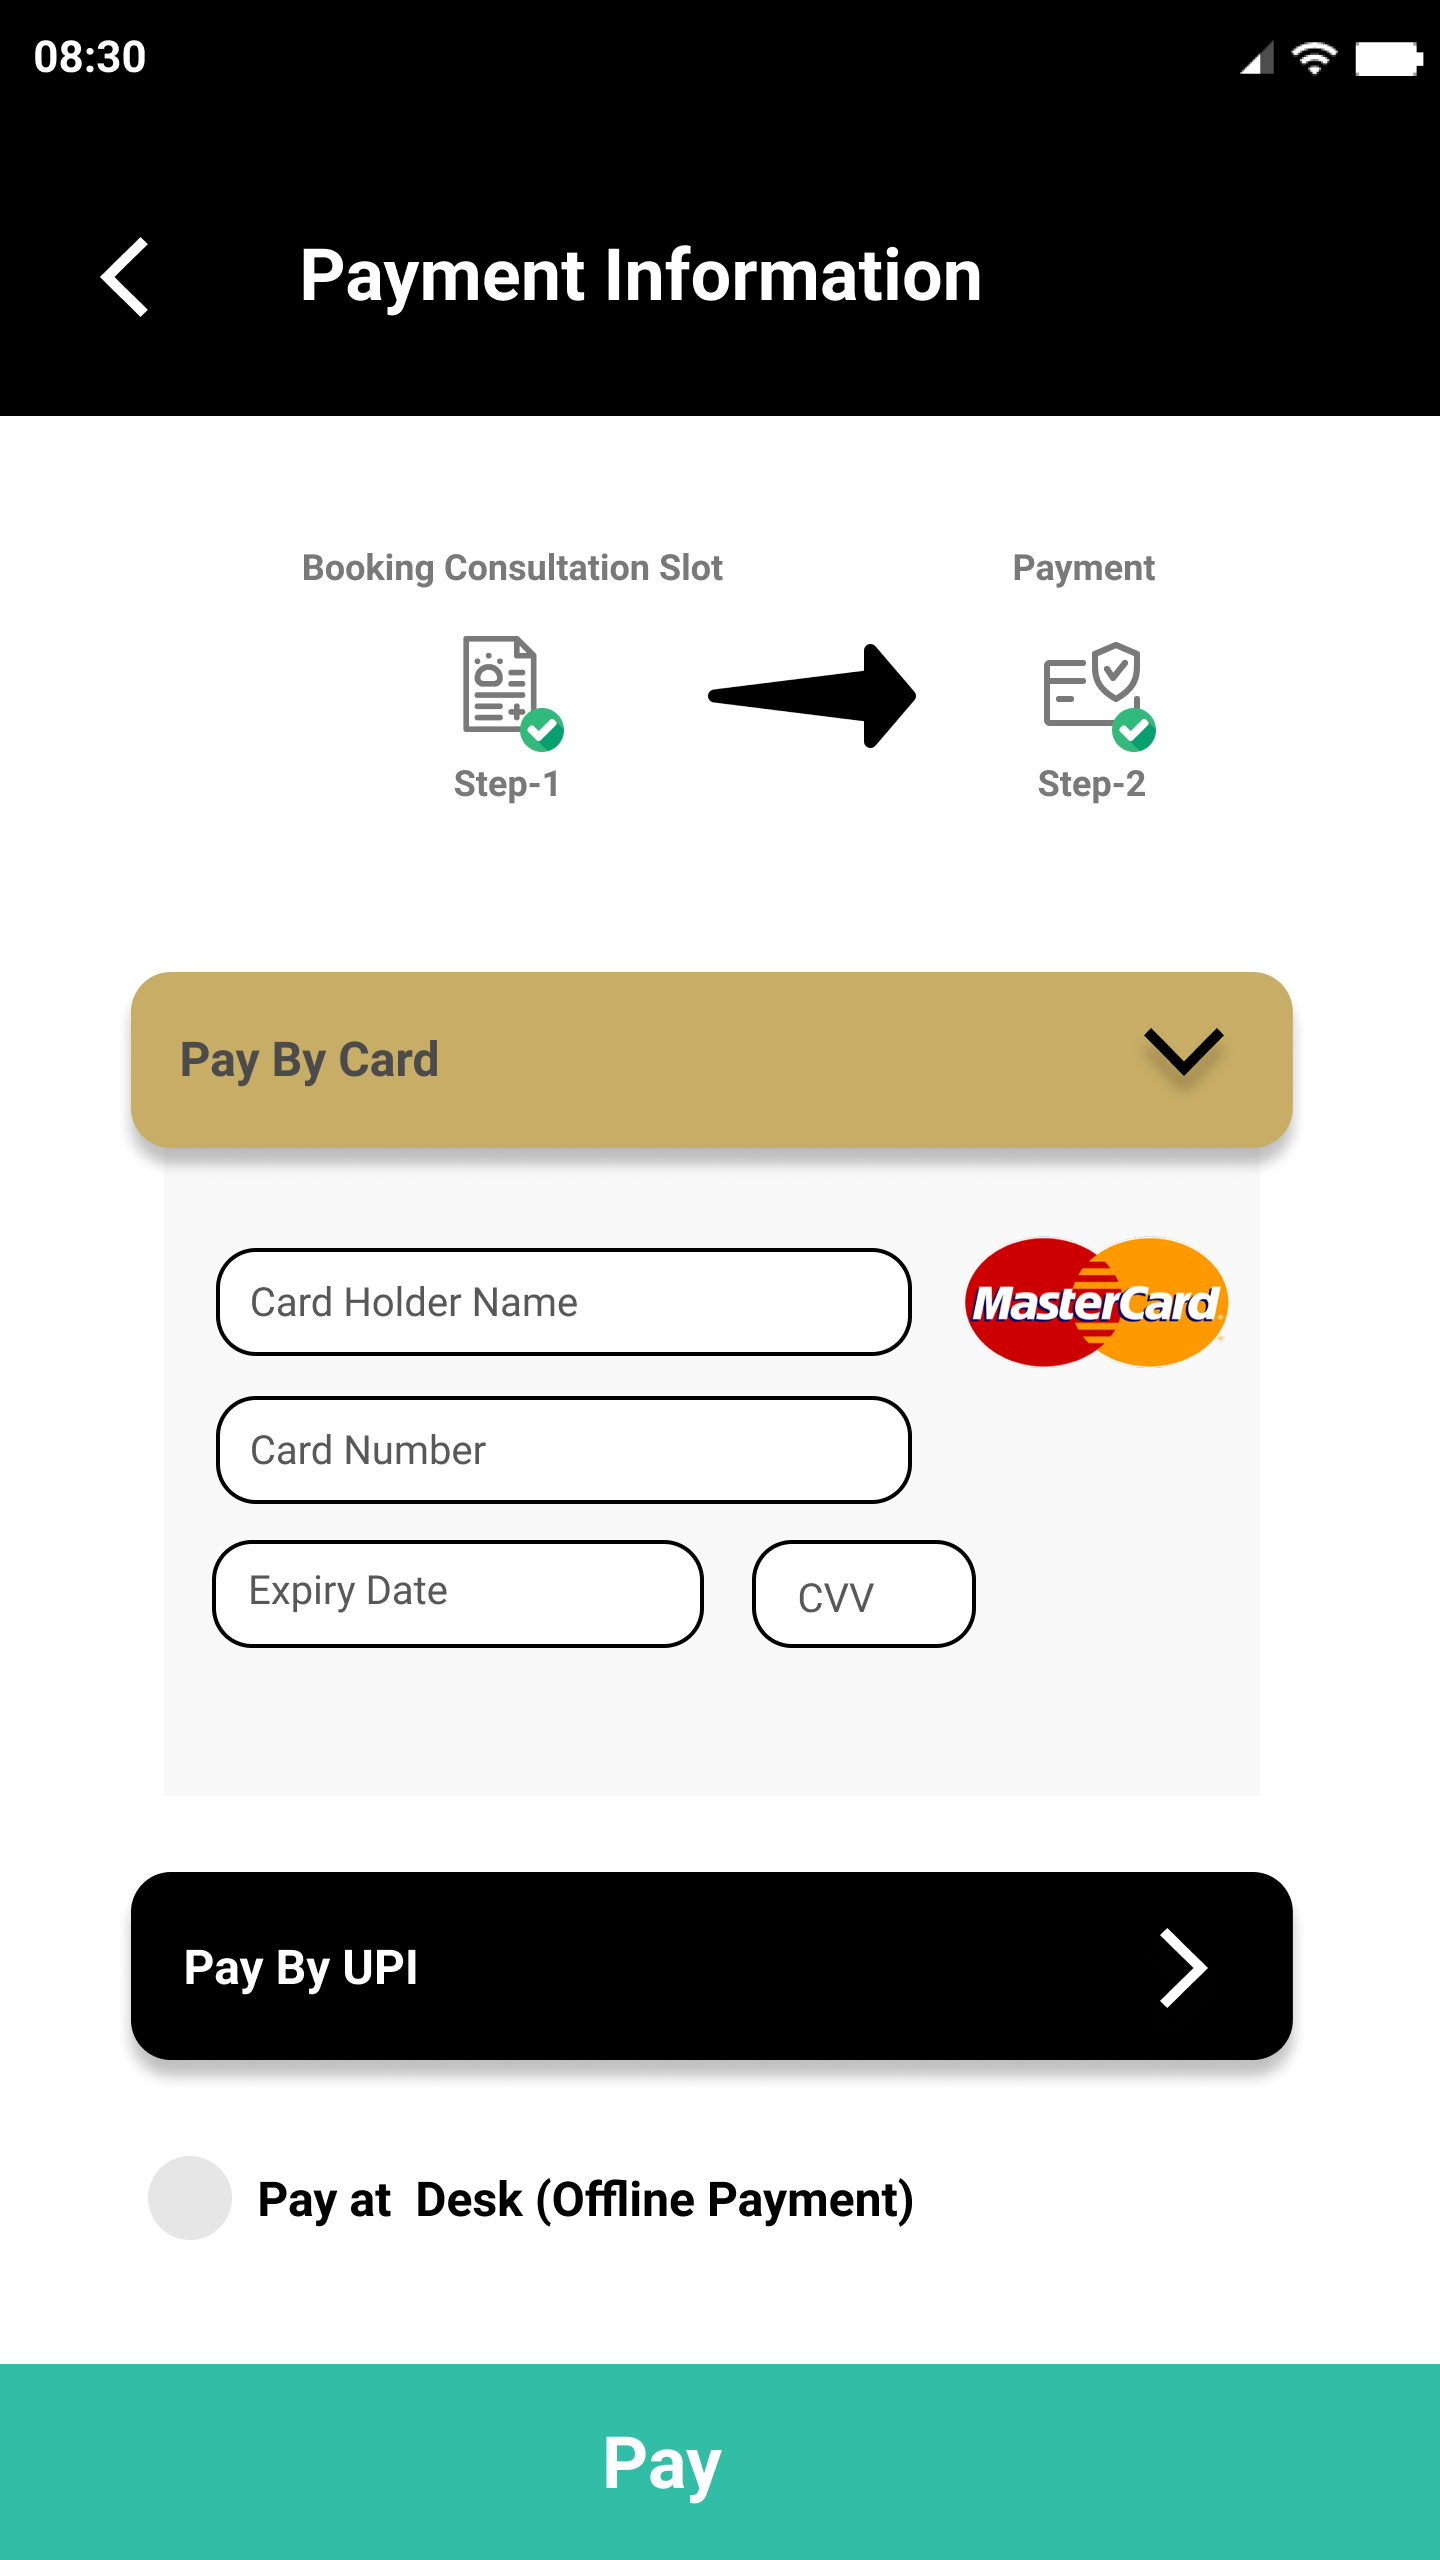 08:30
Payment Information
Booking Consultation Slot
Payment
Step-1
Step-2
Pay By Card
Card Holder Name
MasterCard
Card Number
Expiry Date
CVV
Pay By UPI
Pay at  Desk (Offline Payment)
Pay